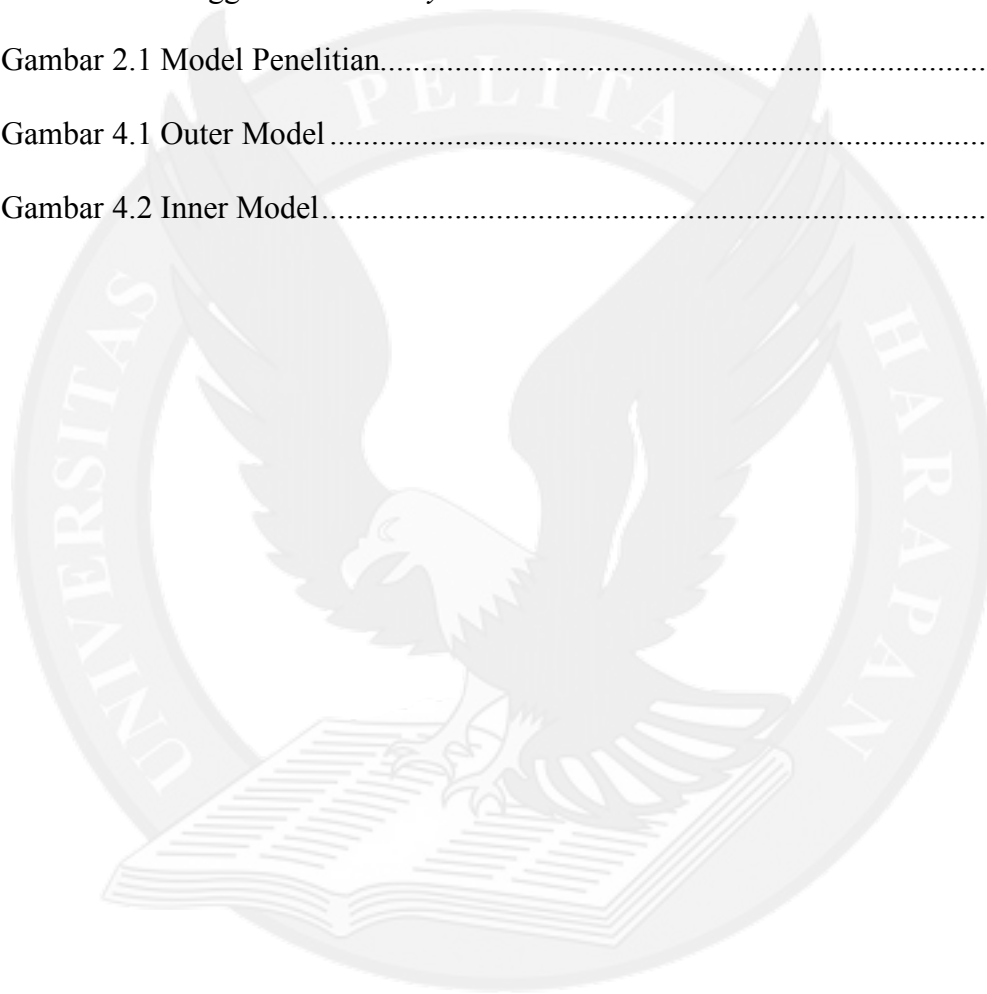 Gambar 2.1 Model Penelitian..........................................................................
Gambar 4.1 Outer Model ................................................................................
Gambar 4.2 Inner Model.................................................................................
UNIVERSITAS PELITA HARAPAN